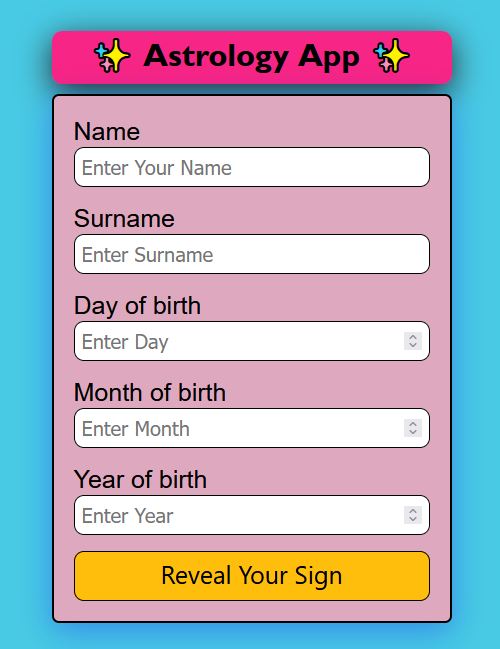 ✨ Astrology App ✨
Name
Enter Your Name
Surname
Enter Surname
Day of birth
Enter Day
Month of birth
Enter Month
Year of birth
Enter Year
Reveal Your Sign